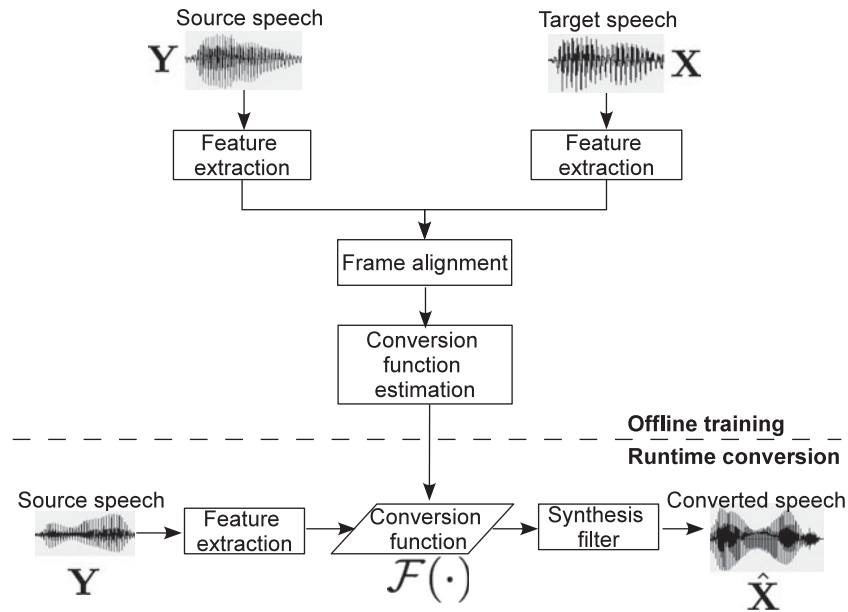 Source speech
Target speech
Y
X
Feature
extraction
Feature
extraction
Frame alignment
Conversion
function
estimation
Offline training
Runtime conversion
Source speech
Converted speech
Feature
extraction
Conversion
function
Synthesis
filter
Y
F(·)
X̂